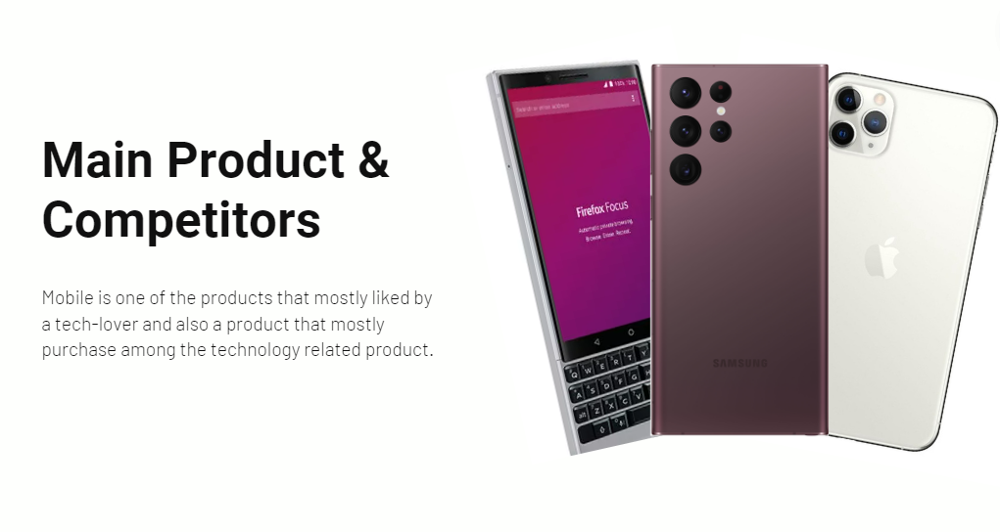 Main Product &
Competitors
Mobile is one of the products that mostly liked by
a tech-lover and also a product that mostly
purchase among the technology related product.
Search or enter address
Firefox Focus
Automatic private browsing.
Browse. Erase. Repeat.
Q W E R T Y
A S D F G H
alt Z X C V
SAMSUNG